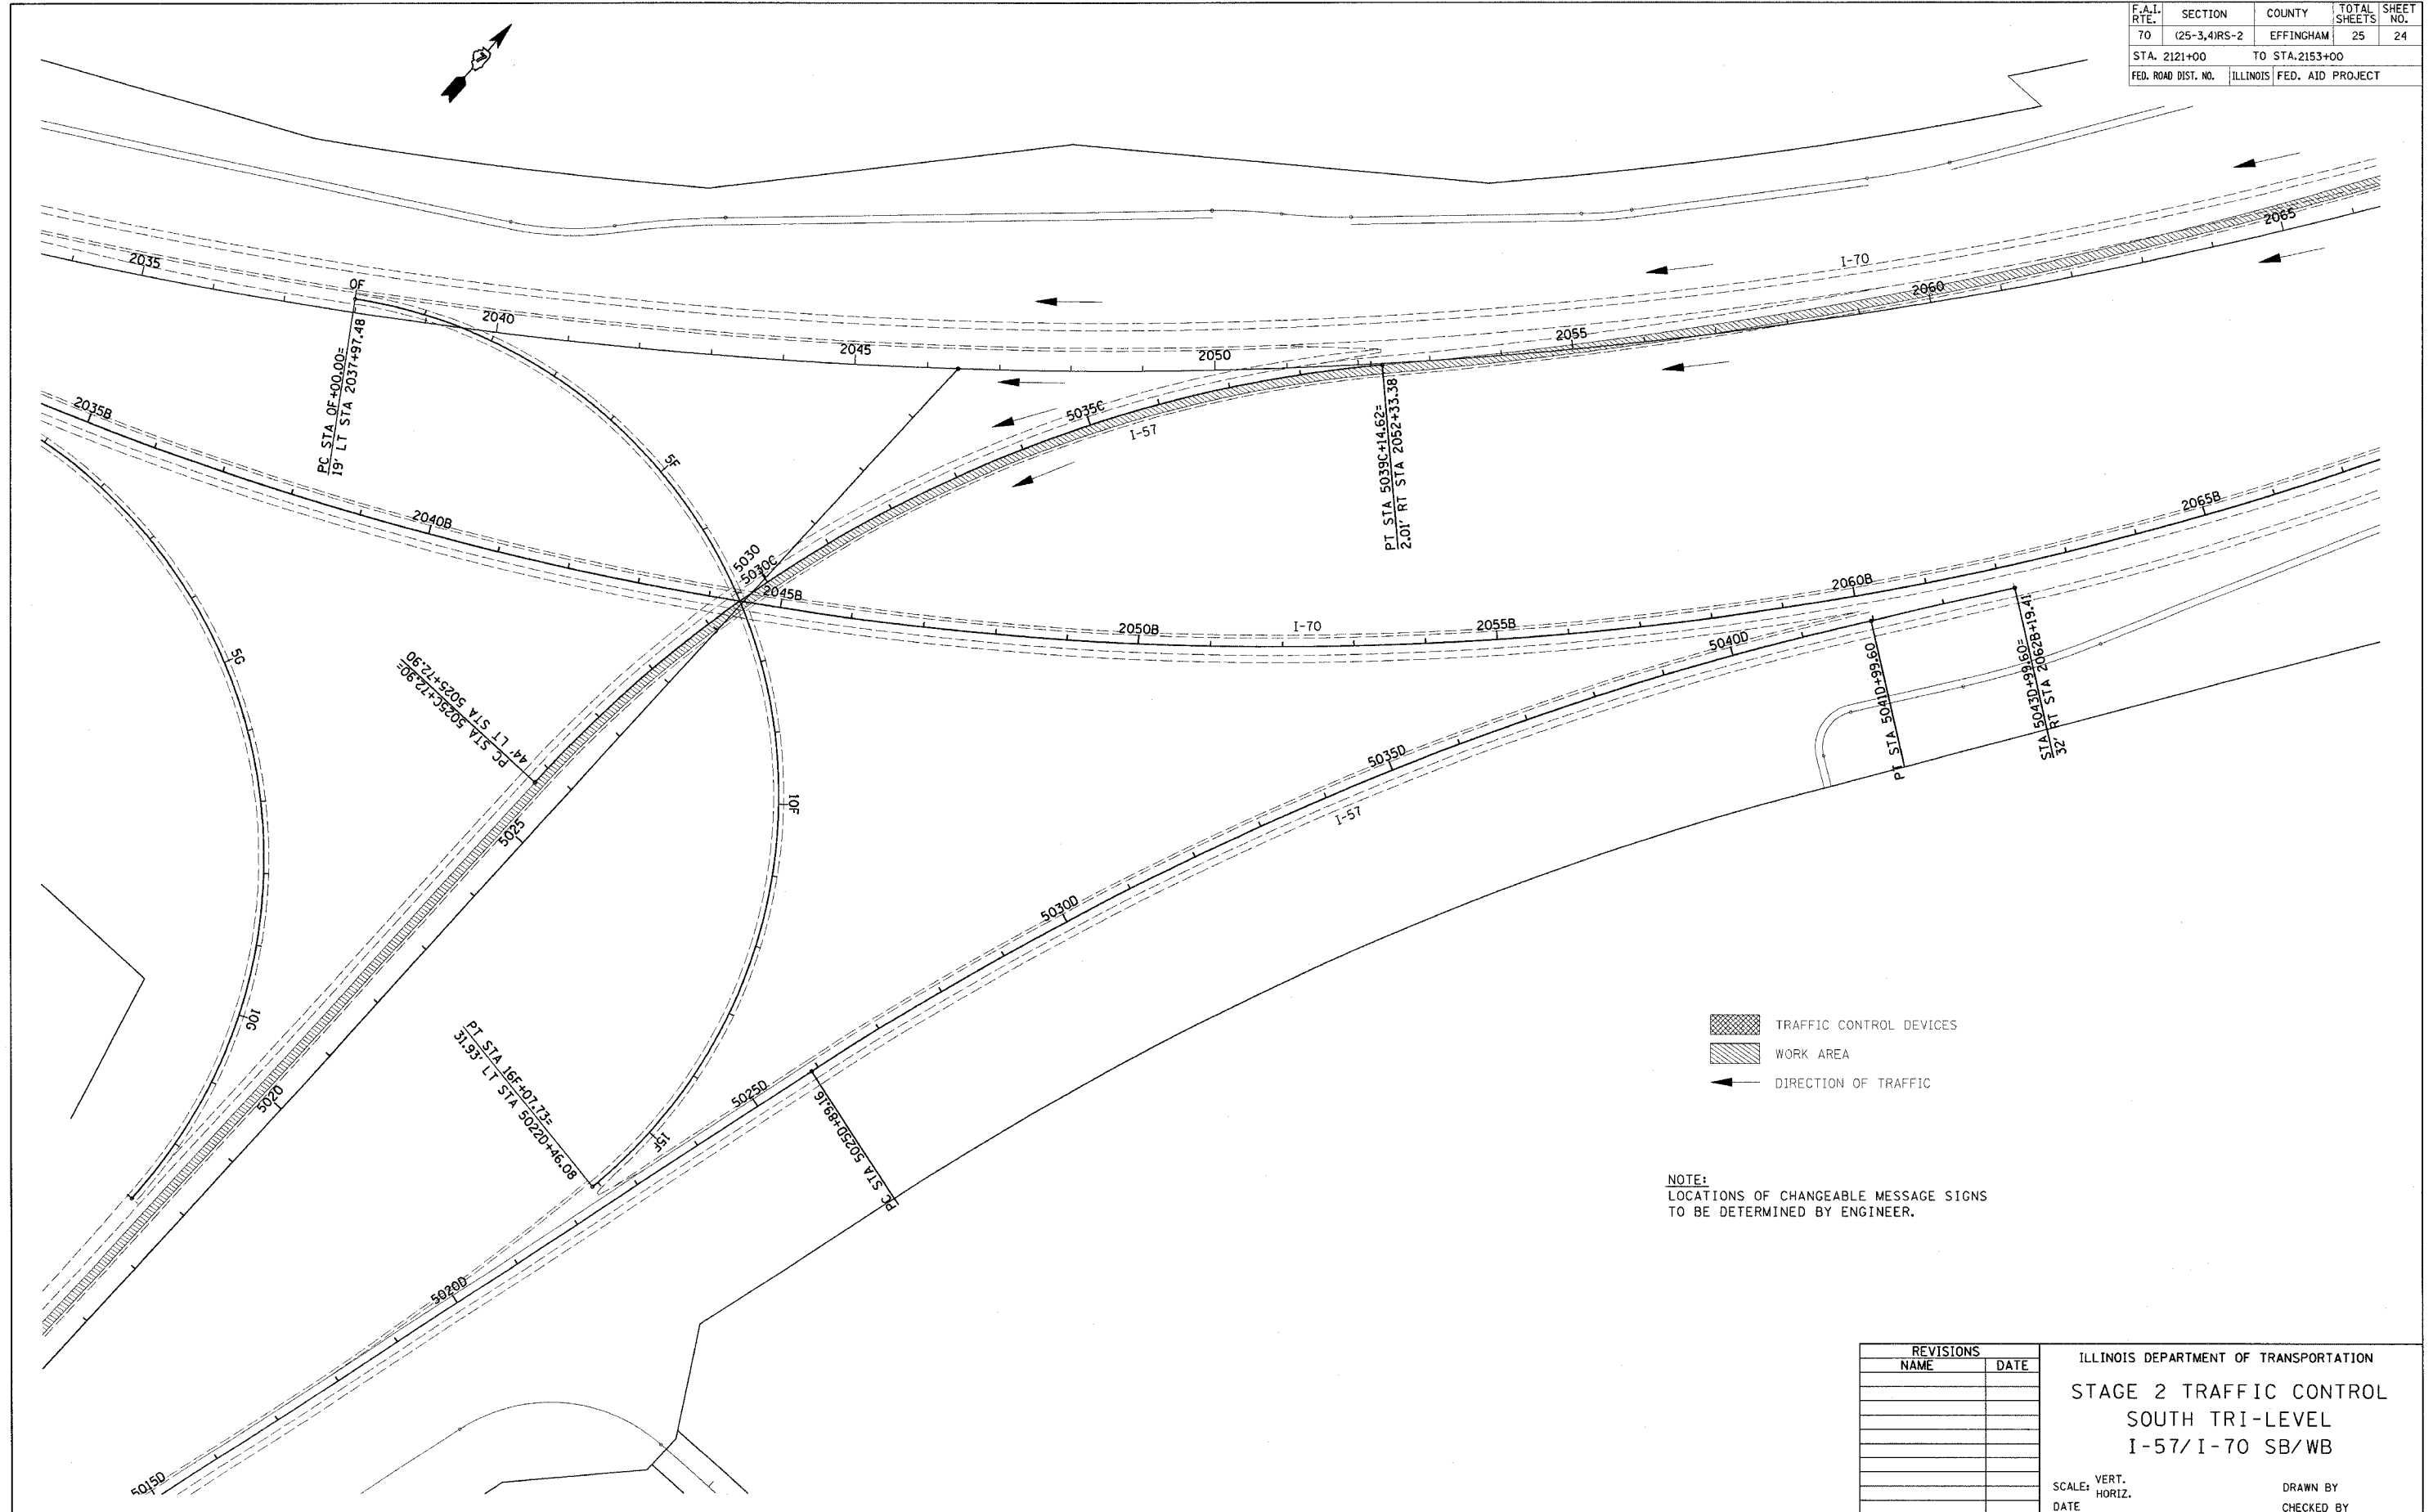 F.A.I. RTE. SECTION COUNTY TOTAL SHEETS SHEET NO.
70 (25-3,4)RS-2 EFFINGHAM 25 24
STA. 2121+00 TO STA.2153+00
FED. ROAD DIST. NO. ILLINOIS FED. AID PROJECT
2035
0F
2040
2045
2050
2055
2060
2065
I-70
PC STA 0F+00.00=
19' LT STA 2037+97.48
2035B
2040B
5F
5035C
I-57
PT STA 5039C+14.62=
2.01' RT STA 2052+33.38
5030
5030C
2045B
2050B
I-70
2055B
2060B
2065B
5G
PC STA 5025C+72.90=
44' LT STA 5025+72.90
5025
10F
5040D
5035D
I-57
PT STA 5041D+99.60
STA 5043D+99.60=
32' RT STA 2062B+19.41
5030D
10G
5020
PT STA 16F+07.73=
31.93' LT STA 5022D+46.08
15F
5025D
PC STA 5025D+89.16
5020D
5015D
TRAFFIC CONTROL DEVICES
WORK AREA
DIRECTION OF TRAFFIC
NOTE:
LOCATIONS OF CHANGEABLE MESSAGE SIGNS
TO BE DETERMINED BY ENGINEER.
REVISIONS
NAME DATE
ILLINOIS DEPARTMENT OF TRANSPORTATION
STAGE 2 TRAFFIC CONTROL
SOUTH TRI-LEVEL
I-57/I-70 SB/WB
SCALE: VERT.
HORIZ.
DRAWN BY
DATE CHECKED BY